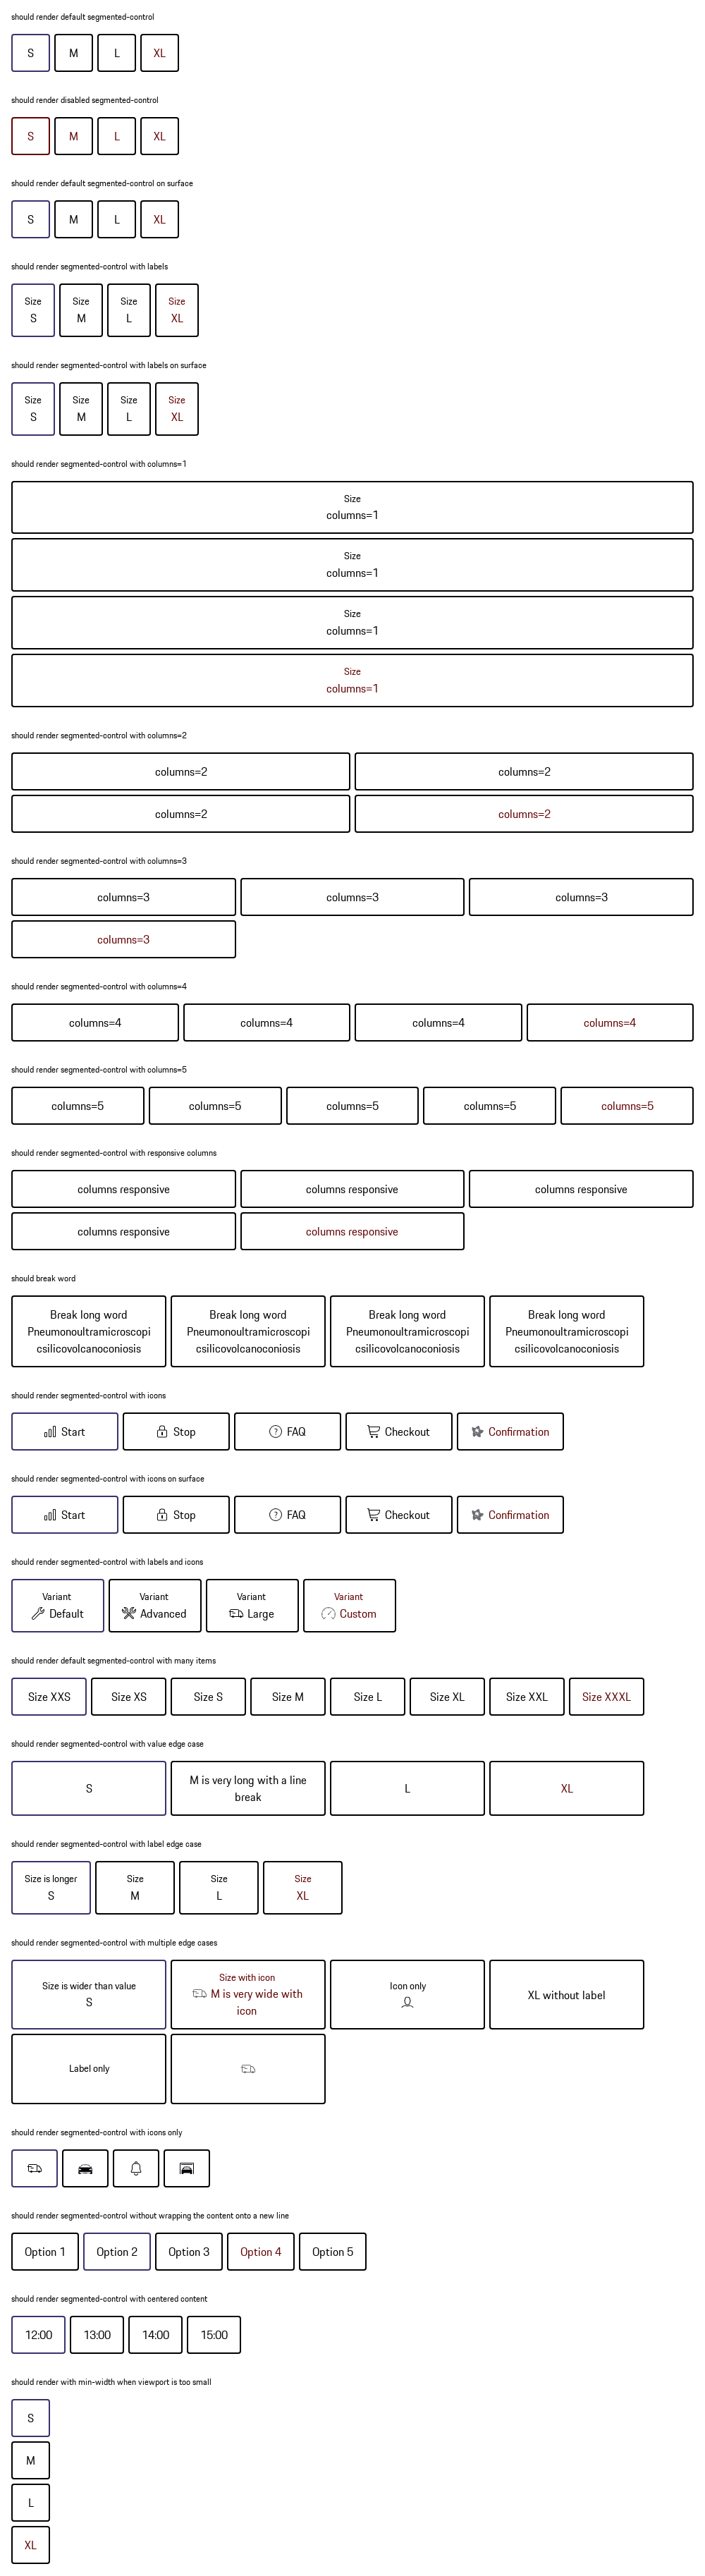 should render default segmented-control
S M L XL
should render disabled segmented-control
S M L XL
should render default segmented-control on surface
S M L XL
should render segmented-control with labels
Size Size Size Size
S M L XL
should render segmented-control with labels on surface
Size Size Size Size
S M L XL
should render segmented-control with columns=1
Size
columns=1
Size
columns=1
Size
columns=1
Size
columns=1
should render segmented-control with columns=2
columns=2 columns=2
columns=2 columns=2
should render segmented-control with columns=3
columns=3 columns=3 columns=3
columns=3
should render segmented-control with columns=4
columns=4 columns=4 columns=4 columns=4
should render segmented-control with columns=5
columns=5 columns=5 columns=5 columns=5 columns=5
should render segmented-control with responsive columns
columns responsive columns responsive columns responsive
columns responsive columns responsive
should break word
Break long word Break long word Break long word Break long word
Pneumonoultramicroscopi Pneumonoultramicroscopi Pneumonoultramicroscopi Pneumonoultramicroscopi
csilicovolcanoconiosis csilicovolcanoconiosis csilicovolcanoconiosis csilicovolcanoconiosis
should render segmented-control with icons
Start Stop FAQ Checkout Confirmation
should render segmented-control with icons on surface
Start Stop FAQ Checkout Confirmation
should render segmented-control with labels and icons
Variant Variant Variant Variant
Default Advanced Large Custom
should render default segmented-control with many items
Size XXS Size XS Size S Size M Size L Size XL Size XXL Size XXXL
should render segmented-control with value edge case
S M is very long with a line L XL
break
should render segmented-control with label edge case
Size is longer Size Size Size
S M L XL
should render segmented-control with multiple edge cases
Size is wider than value Size with icon Icon only XL without label
S M is very wide with
icon
Label only
should render segmented-control with icons only
should render segmented-control without wrapping the content onto a new line
Option 1 Option 2 Option 3 Option 4 Option 5
should render segmented-control with centered content
12:00 13:00 14:00 15:00
should render with min-width when viewport is too small
S
M
L
XL